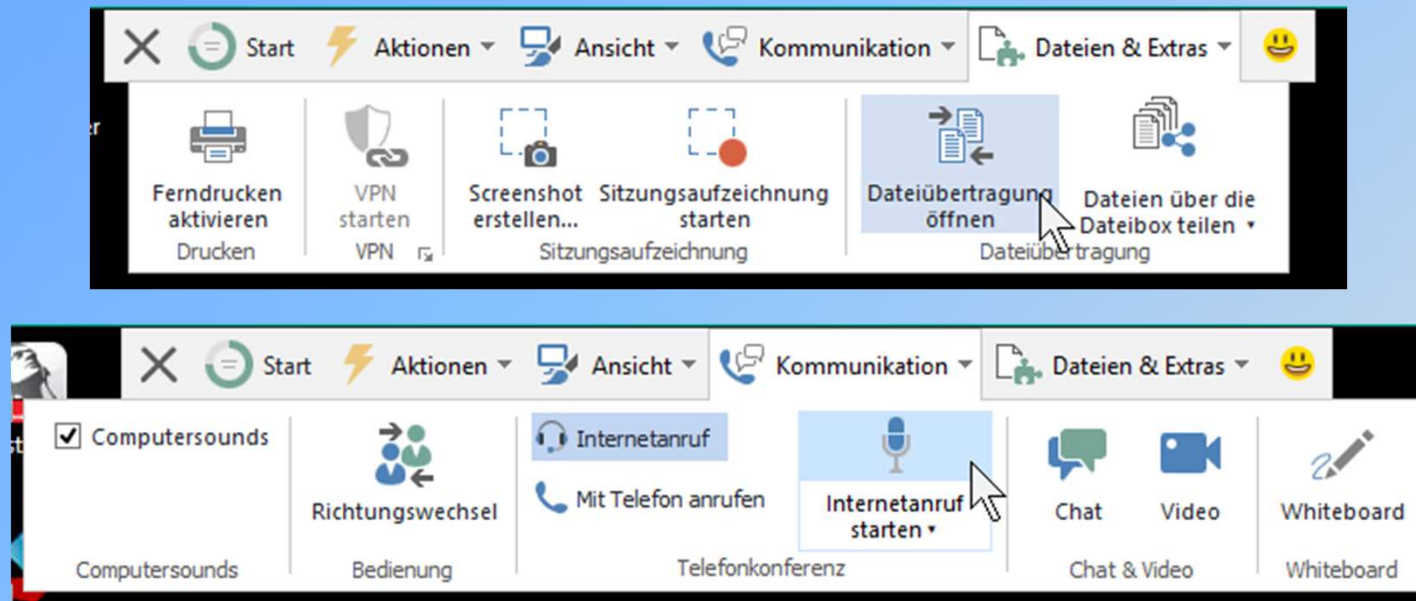 Start Aktionen Ansicht Kommunikation Dateien & Extras
Ferndrucken
aktivieren
Drucken
VPN
starten
VPN
Screenshot
erstellen...
Sitzungsaufzeichnung
starten
Sitzungsaufzeichnung
Dateiübertragung
öffnen
Dateien über die
Dateibox teilen
Dateiübertragung
Start Aktionen Ansicht Kommunikation Dateien & Extras
Computersounds
Computersounds
Richtungswechsel
Bedienung
Internetanruf
Mit Telefon anrufen
Internetanruf
starten
Telefonkonferenz
Chat
Video
Chat & Video
Whiteboard
Whiteboard